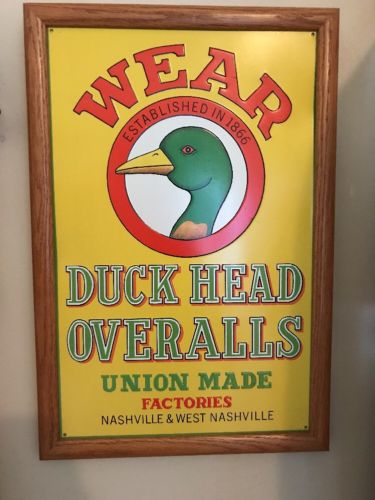 WEAR
ESTABLISHED IN 1866
DUCK HEAD
OVERALLS
UNION MADE
FACTORIES
NASHVILLE & WEST NASHVILLE